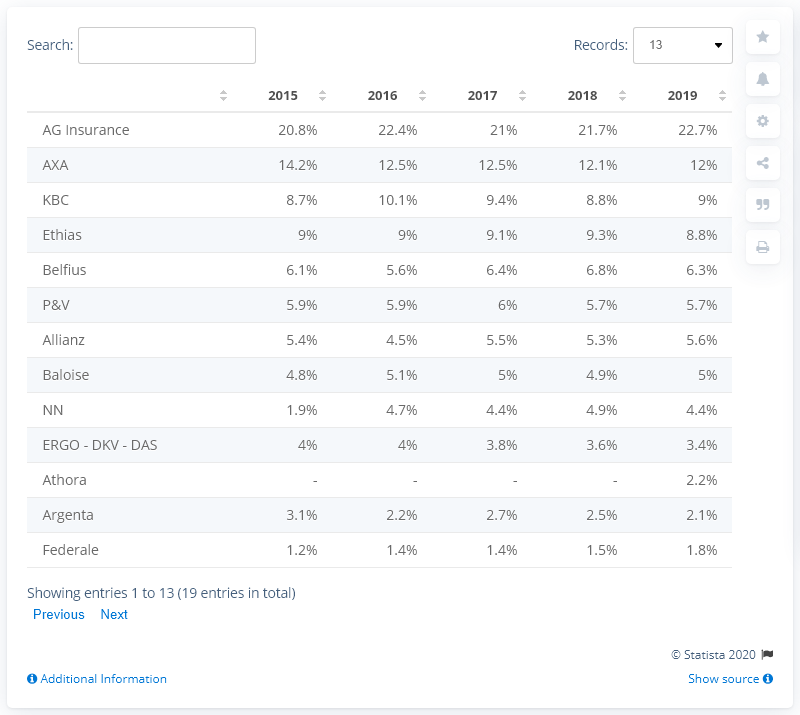 Search: Records: 13
2015 2016 2017 2018 2019
AG Insurance 20.8% 22.4% 21% 21.7% 22.7%
AXA 14.2% 12.5% 12.5% 12.1% 12%
KBC 8.7% 10.1% 9.4% 8.8% 9%
Ethias 9% 9% 9.1% 9.3% 8.8%
Belfius 6.1% 5.6% 6.4% 6.8% 6.3%
P&V 5.9% 5.9% 6% 5.7% 5.7%
Allianz 5.4% 4.5% 5.5% 5.3% 5.6%
Baloise 4.8% 5.1% 5% 4.9% 5%
NN 1.9% 4.7% 4.4% 4.9% 4.4%
ERGO - DKV - DAS 4% 4% 3.8% 3.6% 3.4%
Athora - - - - 2.2%
Argenta 3.1% 2.2% 2.7% 2.5% 2.1%
Federale 1.2% 1.4% 1.4% 1.5% 1.8%
Showing entries 1 to 13 (19 entries in total)
Previous Next
© Statista 2020
Additional Information Show source